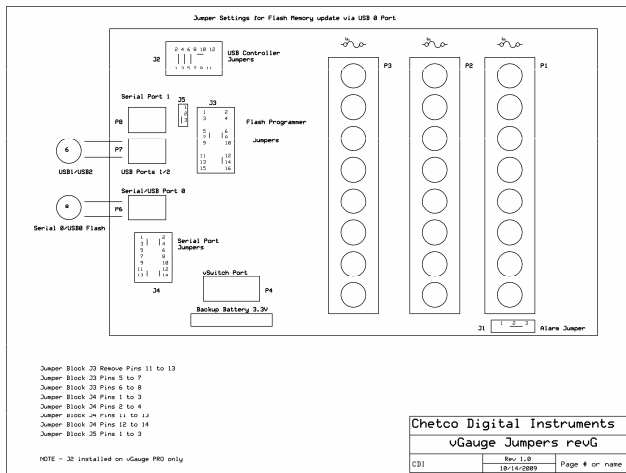 Jumper Settings for Flash Memory update via USB 0 Port
2 4 6 8 10 12
1 3 5 7 9 11
J2
USB Controller
Jumpers
P3
P2
P1
Serial Port 1
P8
J5
1
2
3
J3
1 2
3 4
5 6
7 8
9 10
11 12
13 14
15 16
Flash Programmer
Jumpers
6
P7
USB1/USB2
USB Ports 1/2
Serial/USB Port 0
P6
Serial 0/USB0 Flash
1 2
3 4
5 6
7 8
9 10
11 12
13 14
Serial Port
Jumpers
J4
vSwitch Port
P4
Backup Battery 3.3V
J1
1 2 3
Alarm Jumper
Jumper Block J3 Remove Pins 11 to 13
Jumper Block J3 Pins 5 to 7
Jumper Block J3 Pins 6 to 8
Jumper Block J4 Pins 1 to 3
Jumper Block J4 Pins 2 to 4
Jumper Block J4 Pins 11 to 13
Jumper Block J4 Pins 12 to 14
Jumper Block J5 Pins 1 to 3
NOTE - J2 installed on vGauge PRO only
Chetco Digital Instruments
vGauge Jumpers revG
CDI
Rev 1.0
10/14/2009
Page # or name